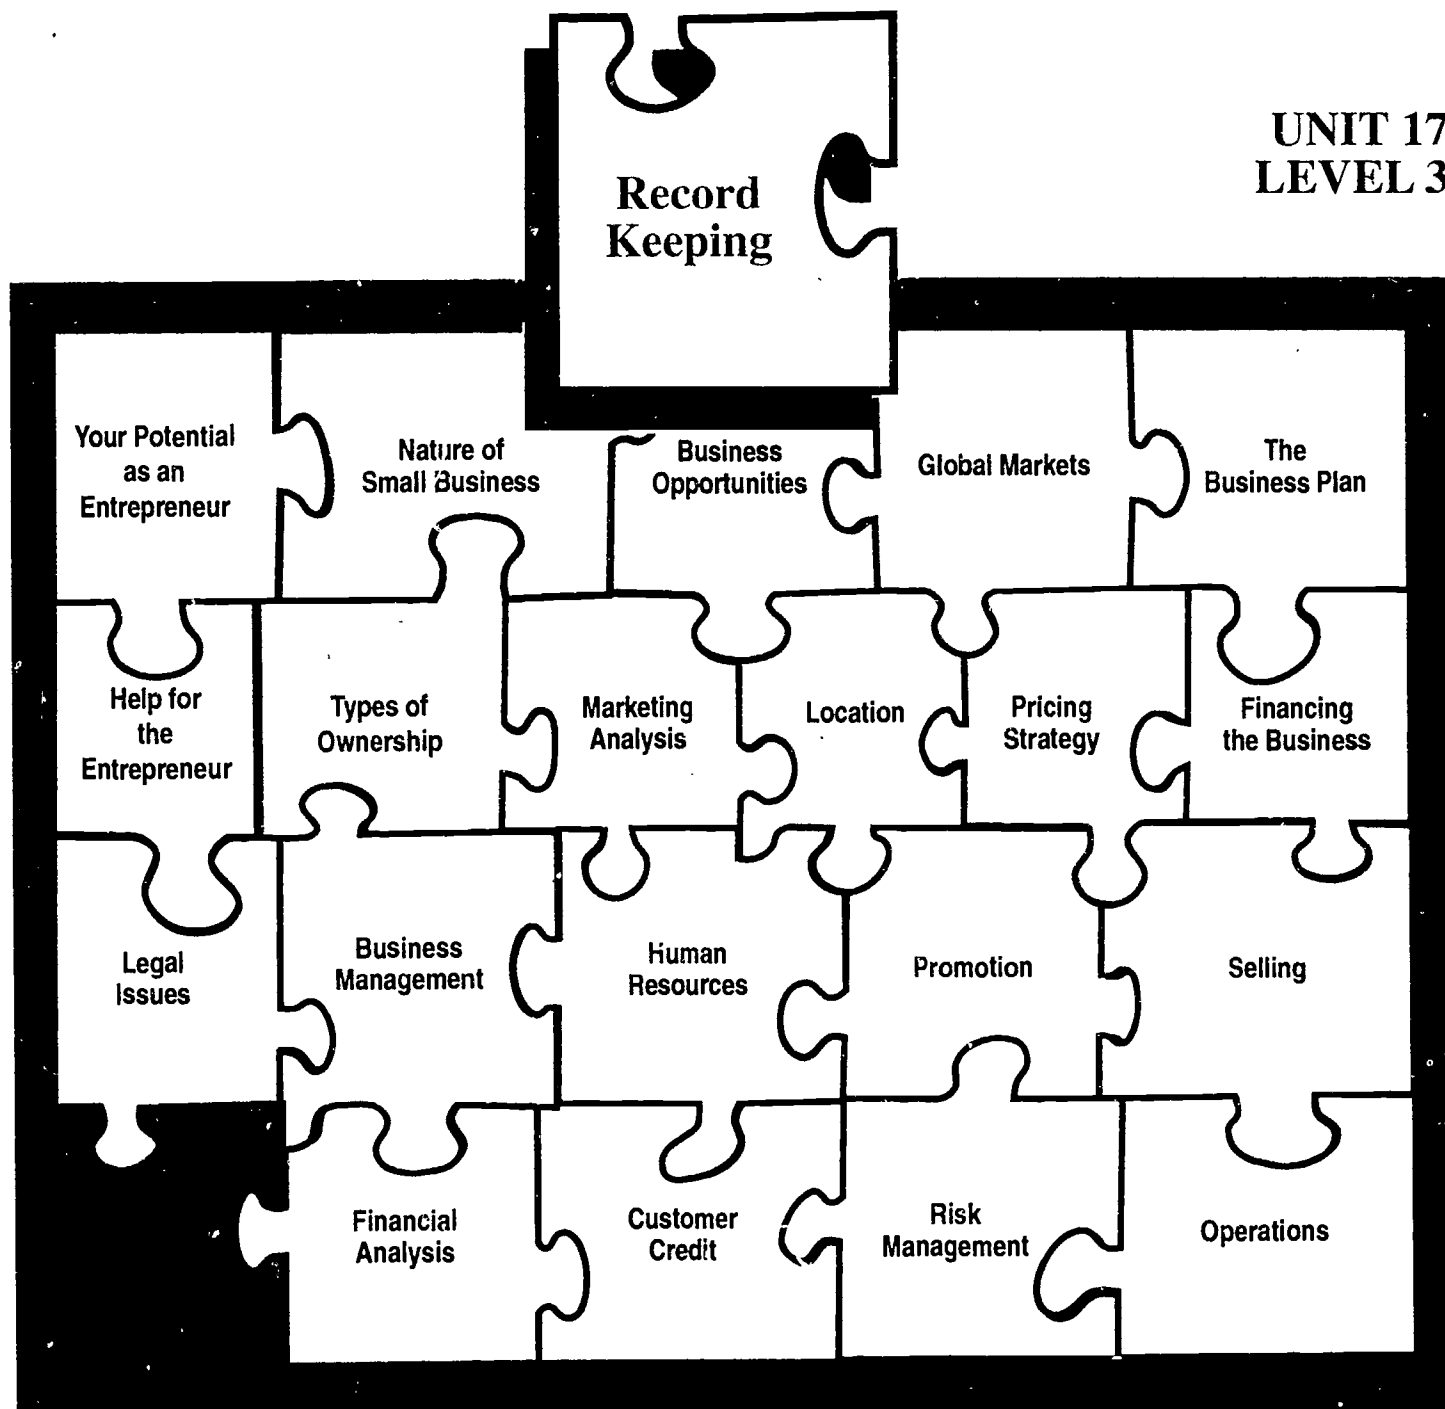 UNIT 17
LEVEL 3
Record
Keeping
Your Potential
as an
Entrepreneur
Nature of
Small Business
Business
Opportunities
Global Markets
The
Business Plan
Help for
the
Entrepreneur
Types of
Ownership
Marketing
Analysis
Location
Pricing
Strategy
Financing
the Business
Legal
Issues
Business
Management
Human
Resources
Promotion
Selling
Financial
Analysis
Customer
Credit
Risk
Management
Operations